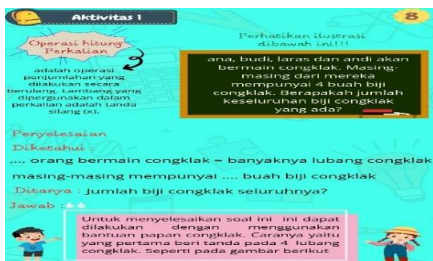 Aktivitas 1
8
Operasi hitung
Perkalian
adalah operasi
penjumlahan yang
dilakukan secara
berulang. Lambang yang
dipergunakan dalam
perkalian adalah tanda
silang (x).
Perhatikan ilustrasi
dibawah ini!!!
ana, budi, laras dan andi akan
bermain congklak. Masing-
masing dari mereka
mempunyai 4 buah biji
congklak. Berapakah jumlah
keseluruhan biji congklak
yang ada?
Penyelesaian
Diketahui :
.... orang bermain congklak = banyaknya lubang congklak
masing-masing mempunyai .... buah biji congklak
Ditanya : jumlah biji congklak seluruhnya?
Jawab :
Untuk menyelesaikan soal ini ini dapat
dilakukan dengan menggunakan
bantuan papan congklak. Caranya yaitu
yang pertama beri tanda pada 4 lubang
congklak. Seperti pada gambar berikut